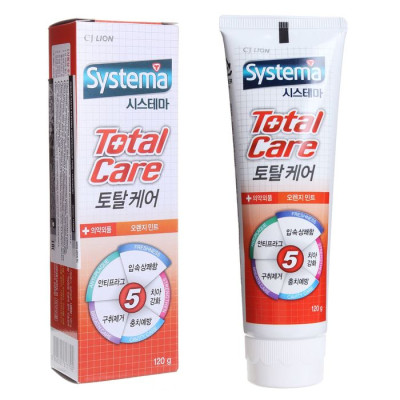 CJ LION
Systema
시스테마
Total
Care
토탈케어
의약외품
오렌지 민트
FRESHNESS
입속상쾌함
안티프라그
치아
강화
5
구취제거
충치예방
120 g
Systema
시스테마
Total
Care
토탈케어
의약외품
오렌지 민트
입속상쾌함
안티프라그
치아
강화
5
구취제거
충치예방
120 g